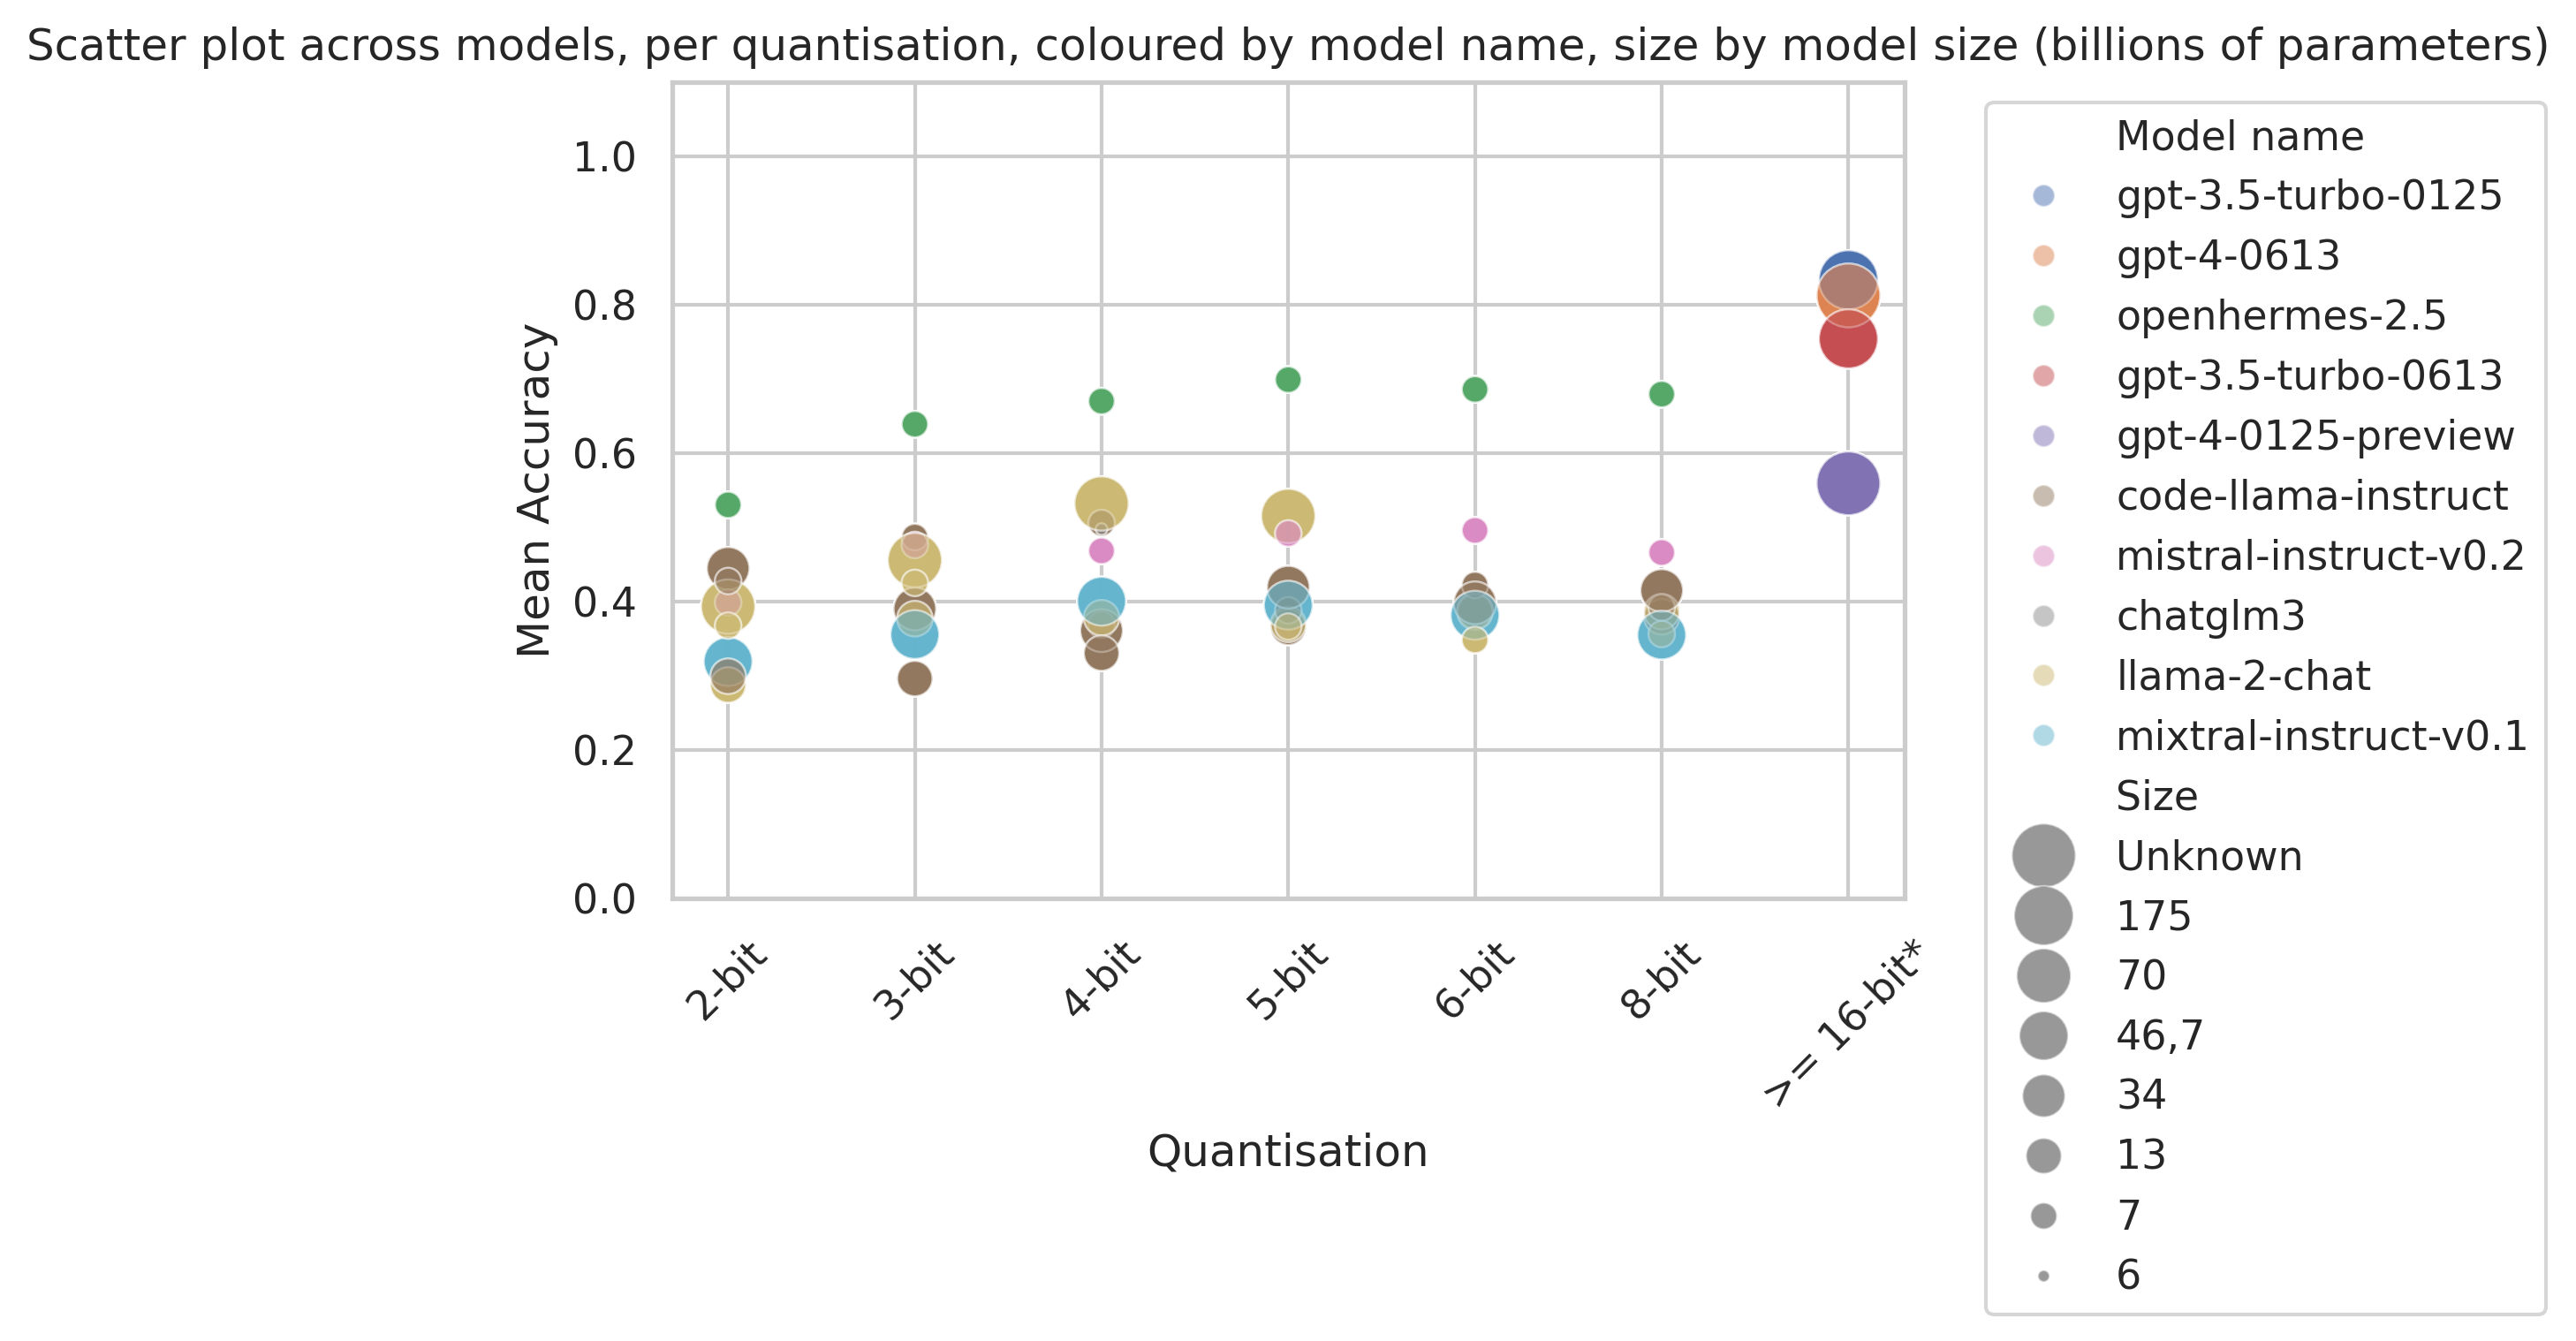 Scatter plot across models, per quantisation, coloured by model name, size by model size (billions of parameters)
Mean Accuracy
1.0
0.8
0.6
0.4
0.2
0.0
2-bit
3-bit
4-bit
5-bit
6-bit
8-bit
>= 16-bit*
Quantisation
Model name
gpt-3.5-turbo-0125
gpt-4-0613
openhermes-2.5
gpt-3.5-turbo-0613
gpt-4-0125-preview
code-llama-instruct
mistral-instruct-v0.2
chatglm3
llama-2-chat
mixtral-instruct-v0.1
Size
Unknown
175
70
46,7
34
13
7
6